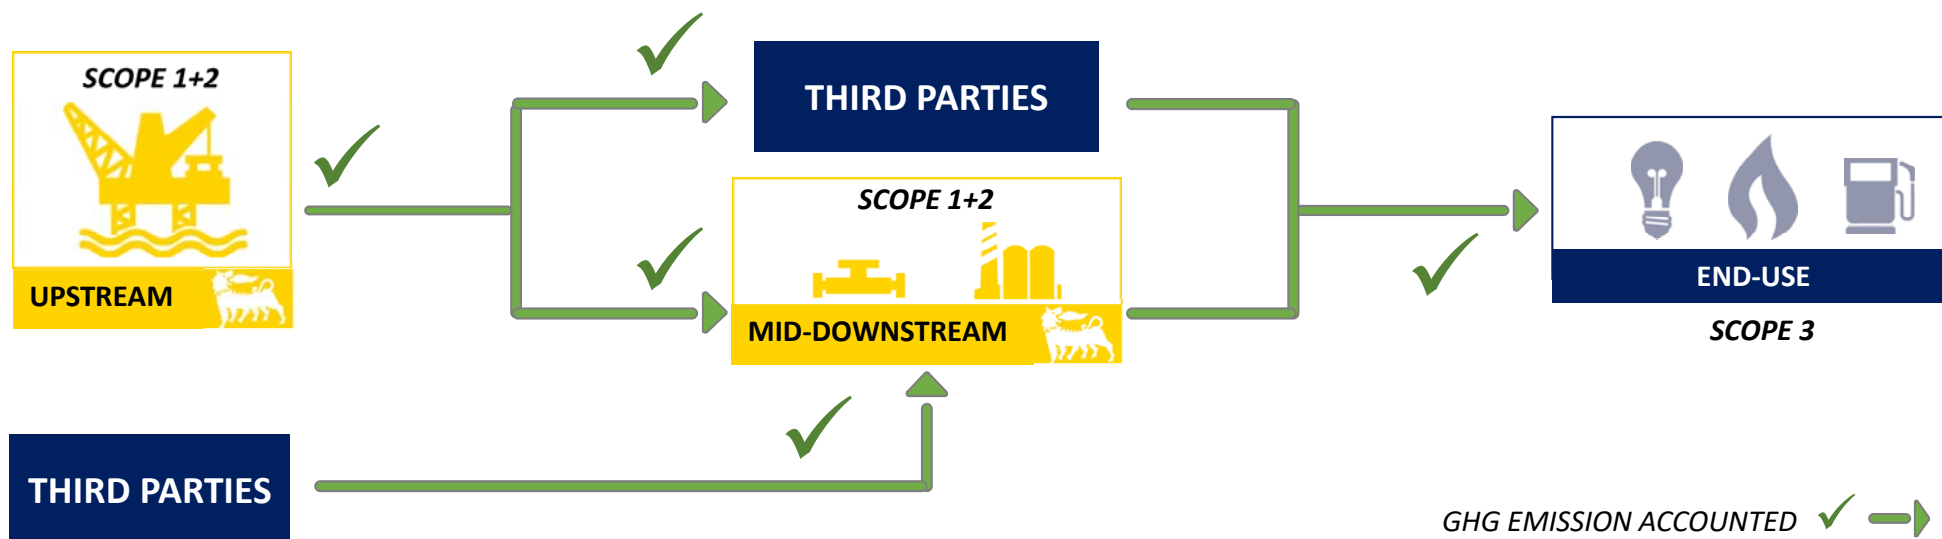 SCOPE 1+2
UPSTREAM
THIRD PARTIES
THIRD PARTIES
SCOPE 1+2
MID-DOWNSTREAM
END-USE
SCOPE 3
GHG EMISSION ACCOUNTED